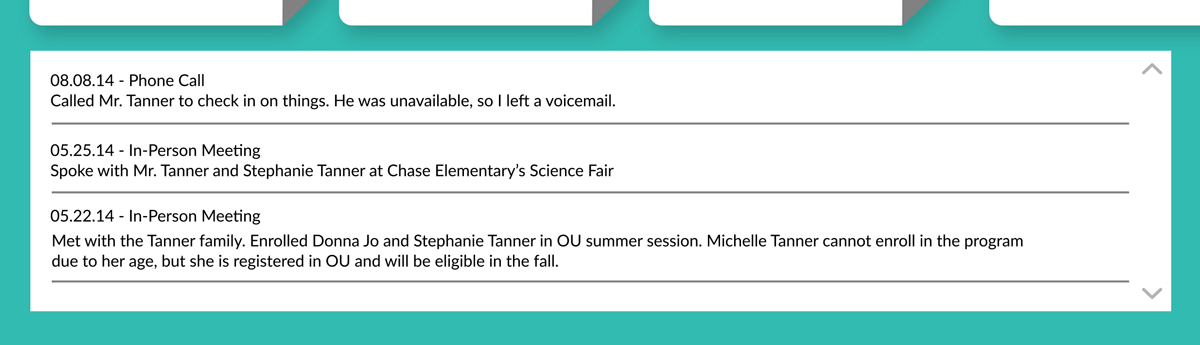 08.08.14 - Phone Call
Called Mr. Tanner to check in on things. He was unavailable, so I left a voicemail.
05.25.14 - In-Person Meeting
Spoke with Mr. Tanner and Stephanie Tanner at Chase Elementary’s Science Fair
05.22.14 - In-Person Meeting
Met with the Tanner family. Enrolled Donna Jo and Stephanie Tanner in OU summer session. Michelle Tanner cannot enroll in the program
due to her age, but she is registered in OU and will be eligible in the fall.